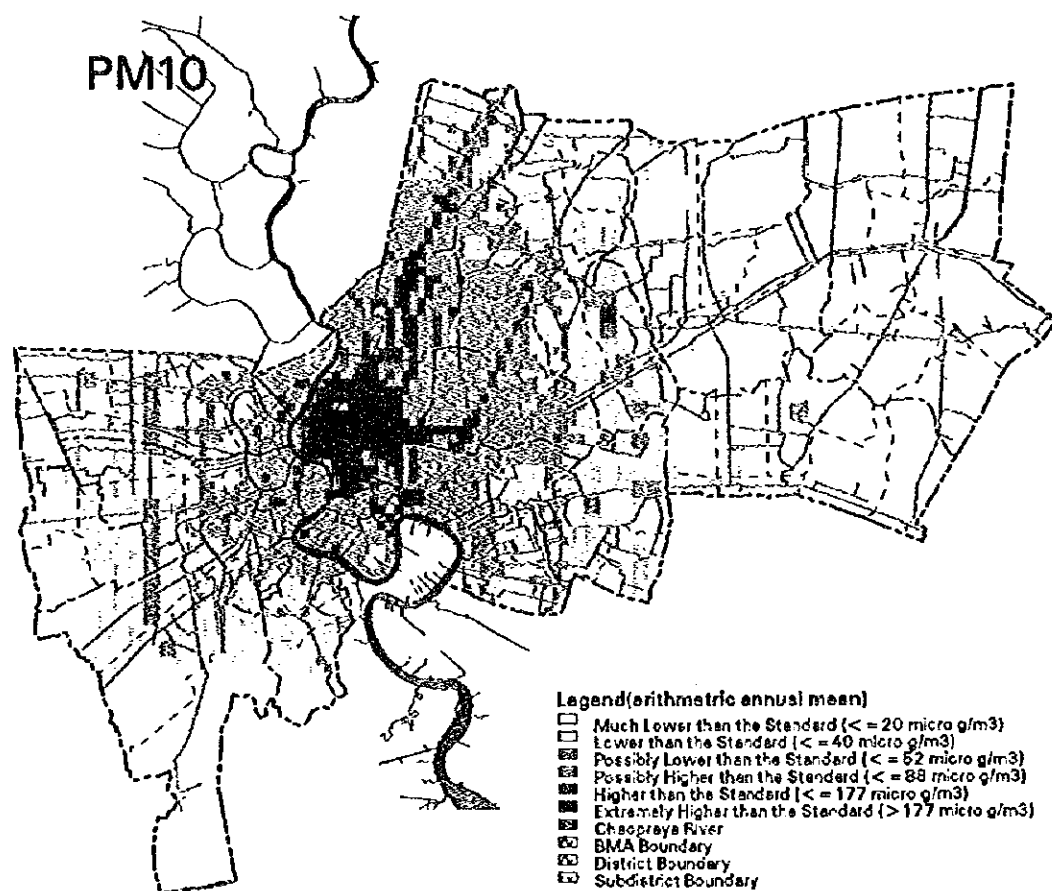 PM10
Legend(arithmetric annual mean)
Much Lower than the Standard (< = 20 micro g/m3)
Lower than the Standard (< = 40 micro g/m3)
Possibly Lower than the Standard (< = 52 micro g/m3)
Possibly Higher than the Standard (< = 88 micro g/m3)
Higher than the Standard (< = 177 micro g/m3)
Extremely Higher than the Standard (> 177 micro g/m3)
Chaopraya River
BMA Boundary
District Boundary
Subdistrict Boundary